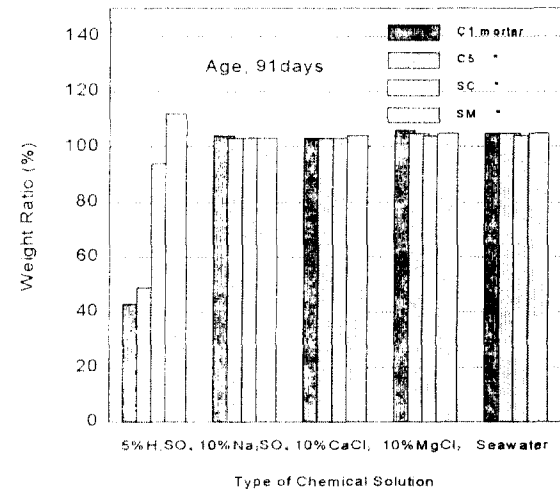 140
120
100
80
60
40
20
0
Weight Ratio (%)
Age, 91days
C1 mortar
C5 "
SC "
SM "
5%H₂SO₄ 10%Na₂SO₄ 10%CaCl₂ 10%MgCl₂ Seawater
Type of Chemical Solution